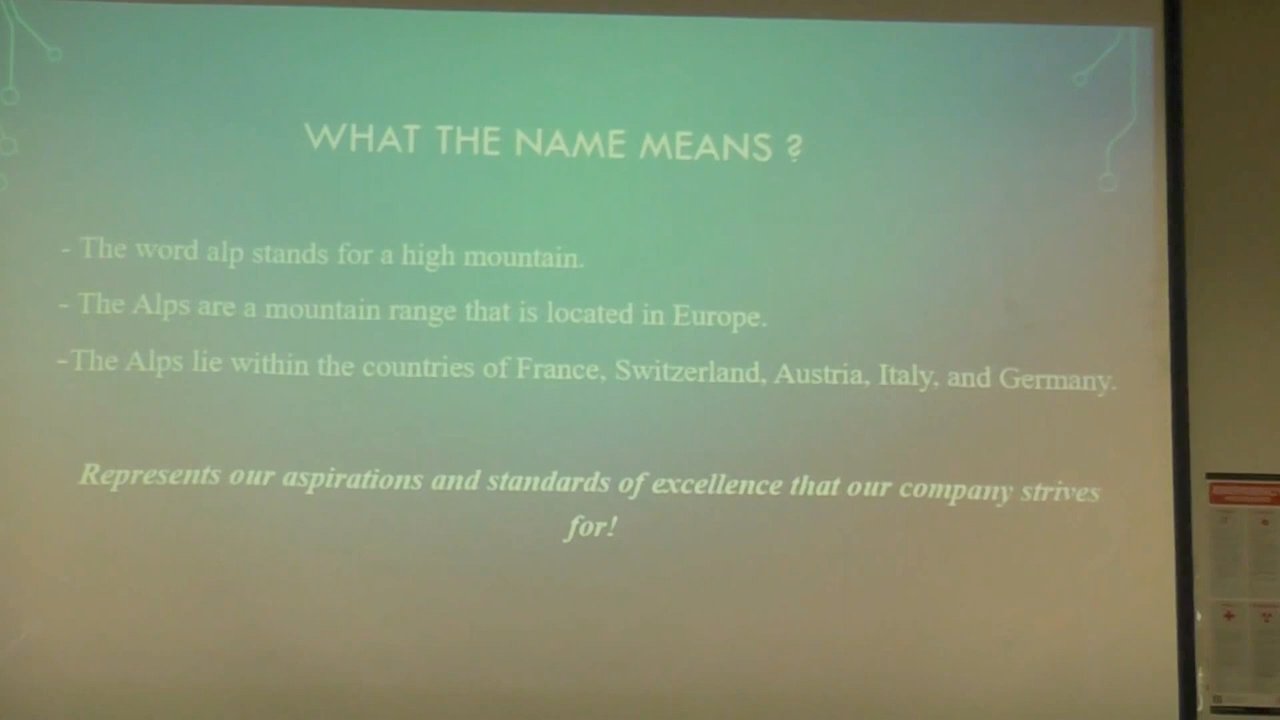 WHAT THE NAME MEANS ?
- The word alp stands for a high mountain.
- The Alps are a mountain range that is located in Europe.
-The Alps lie within the countries of France, Switzerland, Austria, Italy, and Germany.
Represents our aspirations and standards of excellence that our company strives
for!